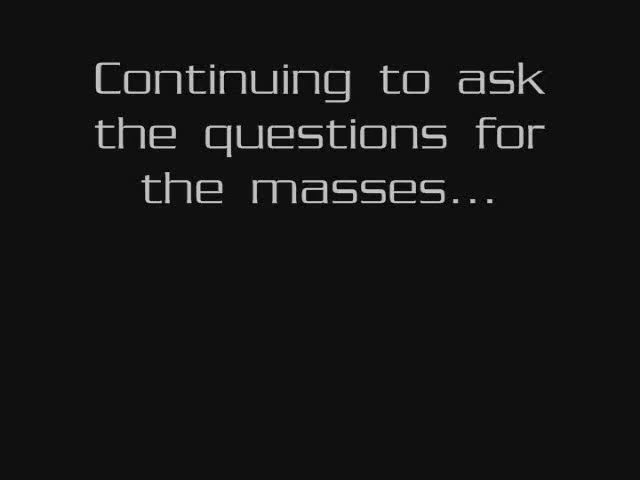 Continuing to ask
the questions for
the masses...